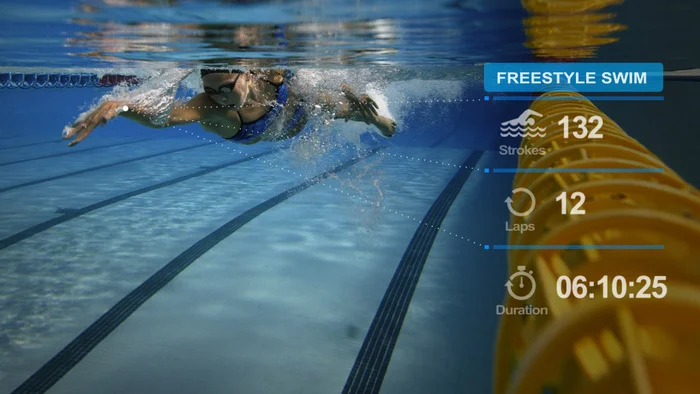 FREESTYLE SWIM
132
Strokes
12
Laps
06:10:25
Duration